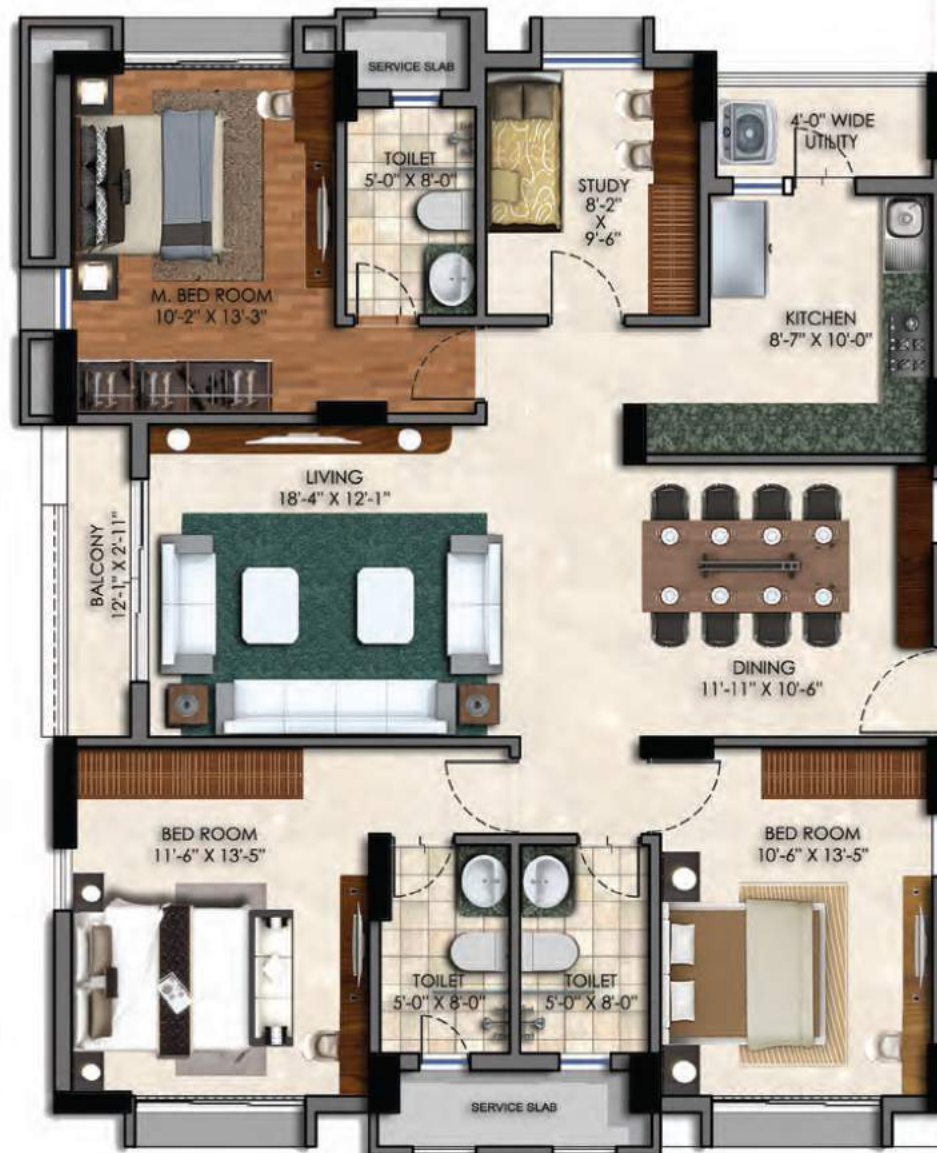 SERVICE SLAB
4'-0" WIDE
UTILITY
TOILET
5'-0" X 8'-0"
STUDY
8'-2"
X
9'-6"
M. BED ROOM
10'-2" X 13'-3"
KITCHEN
8'-7" X 10'-0"
LIVING
18'-4" X 12'-1"
BALCONY
12'-1" X 2'-11"
DINING
11'-11" X 10'-6"
BED ROOM
11'-6" X 13'-5"
BED ROOM
10'-6" X 13'-5"
TOILET
5'-0" X 8'-0"
TOILET
5'-0" X 8'-0"
SERVICE SLAB